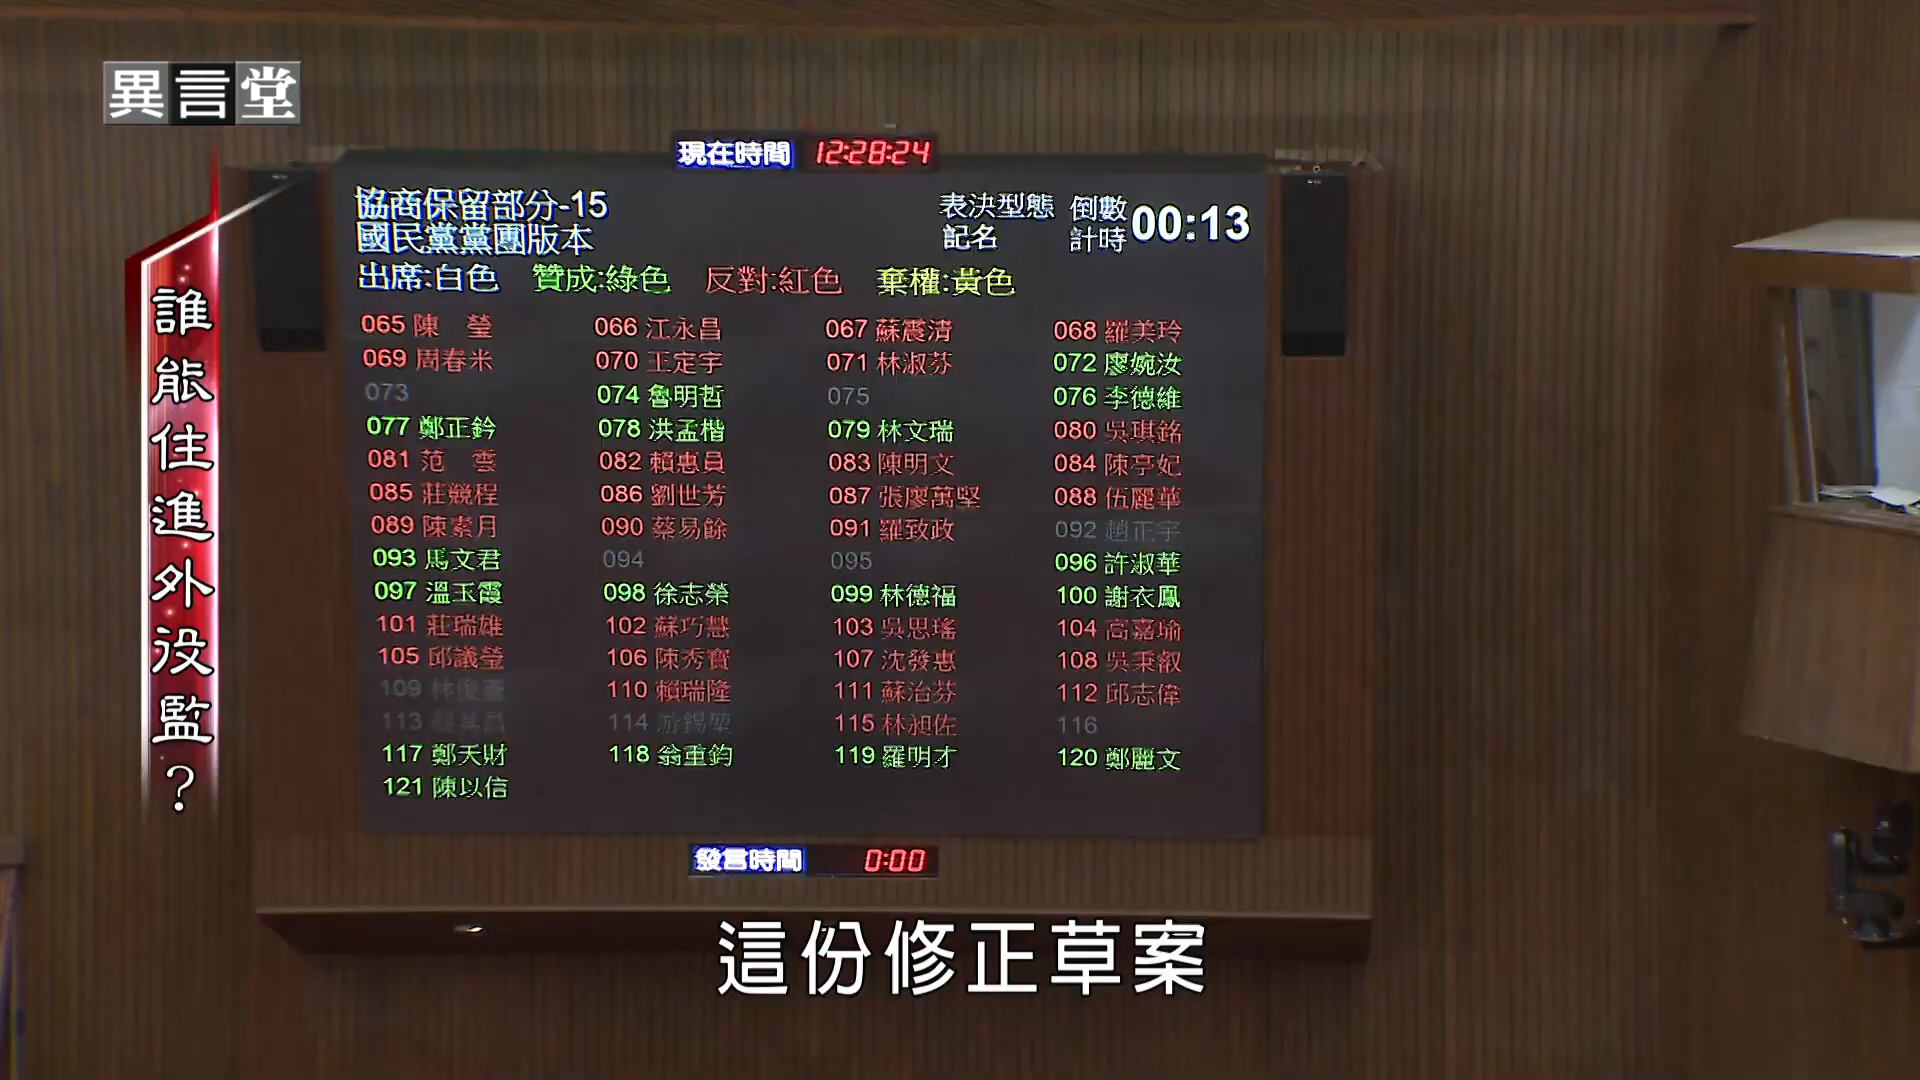 異言堂
現在時間 12:28:24
協商保留部分-15
國民黨黨團版本
表決型態 記名
倒數計時 00:13
出席:白色 贊成:綠色 反對:紅色 棄權:黃色
065 陳 瑩 066 江永昌 067 蘇震清 068 羅美玲
069 周春米 070 王定宇 071 林淑芬 072 廖婉汝
073 074 魯明哲 075 076 李德維
077 鄭正鈐 078 洪孟楷 079 林文瑞 080 吳琪銘
081 范 雲 082 賴惠員 083 陳明文 084 陳亭妃
085 莊競程 086 劉世芳 087 張廖萬堅 088 伍麗華
089 陳素月 090 蔡易餘 091 羅致政 092 趙正宇
093 馬文君 094 095 096 許淑華
097 溫玉霞 098 徐志榮 099 林德福 100 謝衣鳳
101 莊瑞雄 102 蘇巧慧 103 吳思瑤 104 高嘉瑜
105 邱議瑩 106 陳秀寳 107 沈發惠 108 吳秉叡
109 110 賴瑞隆 111 蘇治芬 112 邱志偉
113 114 游錫堃 115 林昶佐 116
117 鄭天財 118 翁重鈞 119 羅明才 120 鄭麗文
121 陳以信
發言時間 0:00
誰能住進外役監?
這份修正草案